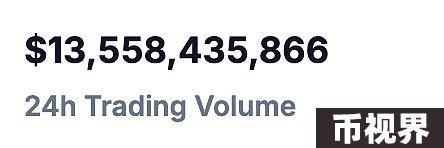 $13,558,435,866
24h Trading Volume
币视界